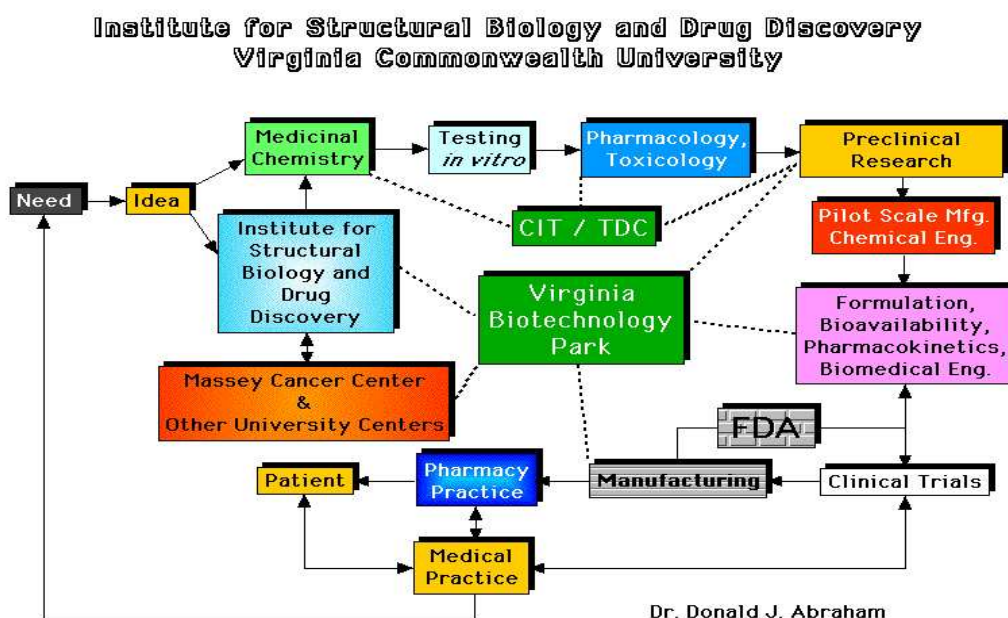 Institute for Structural Biology and Drug Discovery
Virginia Commonwealth University
Need
Idea
Medicinal
Chemistry
Testing
in vitro
Pharmacology,
Toxicology
Preclinical
Research
Institute for
Structural
Biology and
Drug
Discovery
CIT / TDC
Pilot Scale Mfg.
Chemical Eng.
Virginia
Biotechnology
Park
Formulation,
Bioavailability,
Pharmacokinetics,
Biomedical Eng.
Massey Cancer Center
&
Other University Centers
FDA
Patient
Pharmacy
Practice
Manufacturing
Clinical Trials
Medical
Practice
Dr. Donald J. Abraham